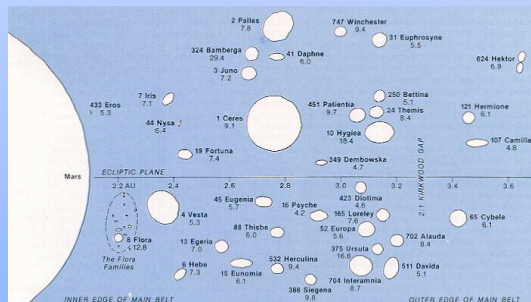 2 Pallas
7.8
747 Winchester
9.4
31 Euphrosyne
5.5
324 Bamberga
29.4
41 Daphne
6.0
624 Hektor
6.9
3 Juno
7.2
7 Iris
7.1
250 Bettina
5.1
433 Eros
5.3
451 Patientia
9.7
24 Themis
8.4
121 Hermione
6.1
44 Nysa
6.4
1 Ceres
9.1
10 Hygiea
18.4
107 Camilla
4.8
19 Fortuna
7.4
349 Dembowska
4.7
2:1 KIRKWOOD GAP
ECLIPTIC PLANE
Mars
2.2 AU
2.4
2.6
2.8
3.0
3.2
3.4
3.6
423 Diotima
4.6
45 Eugenia
5.7
16 Psyche
4.2
165 Loreley
7.6
65 Cybele
6.1
4 Vesta
5.3
88 Thisbe
6.0
52 Europa
5.6
8 Flora
12.8
The Flora
Families
702 Alauda
8.4
13 Egeria
7.0
375 Ursula
16.8
6 Hebe
7.3
15 Eunomia
6.1
532 Herculina
9.4
511 Davida
5.1
704 Interamnia
8.7
386 Siegena
9.8
INNER EDGE OF MAIN BELT
OUTER EDGE OF MAIN BELT